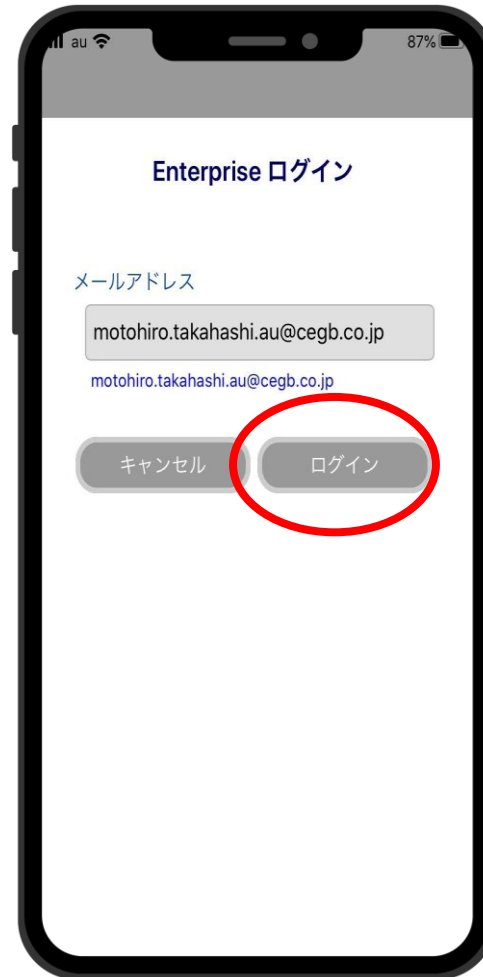 au 87%
Enterprise ログイン
メールアドレス
motohiro.takahashi.au@cegb.co.jp
motohiro.takahashi.au@cegb.co.jp
キャンセル ログイン